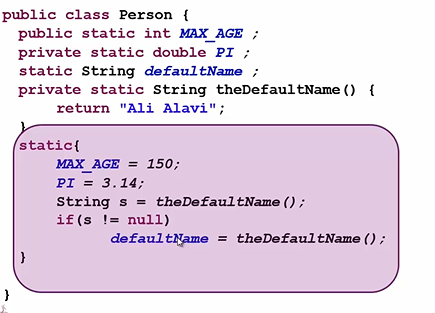 public class Person {
public static int MAX_AGE ;
private static double PI ;
static String defaultName ;
private static String theDefaultName() {
return "Ali Alavi";
}
static{
MAX_AGE = 150;
PI = 3.14;
String s = theDefaultName();
if(s != null)
defaultName = theDefaultName();
}
}